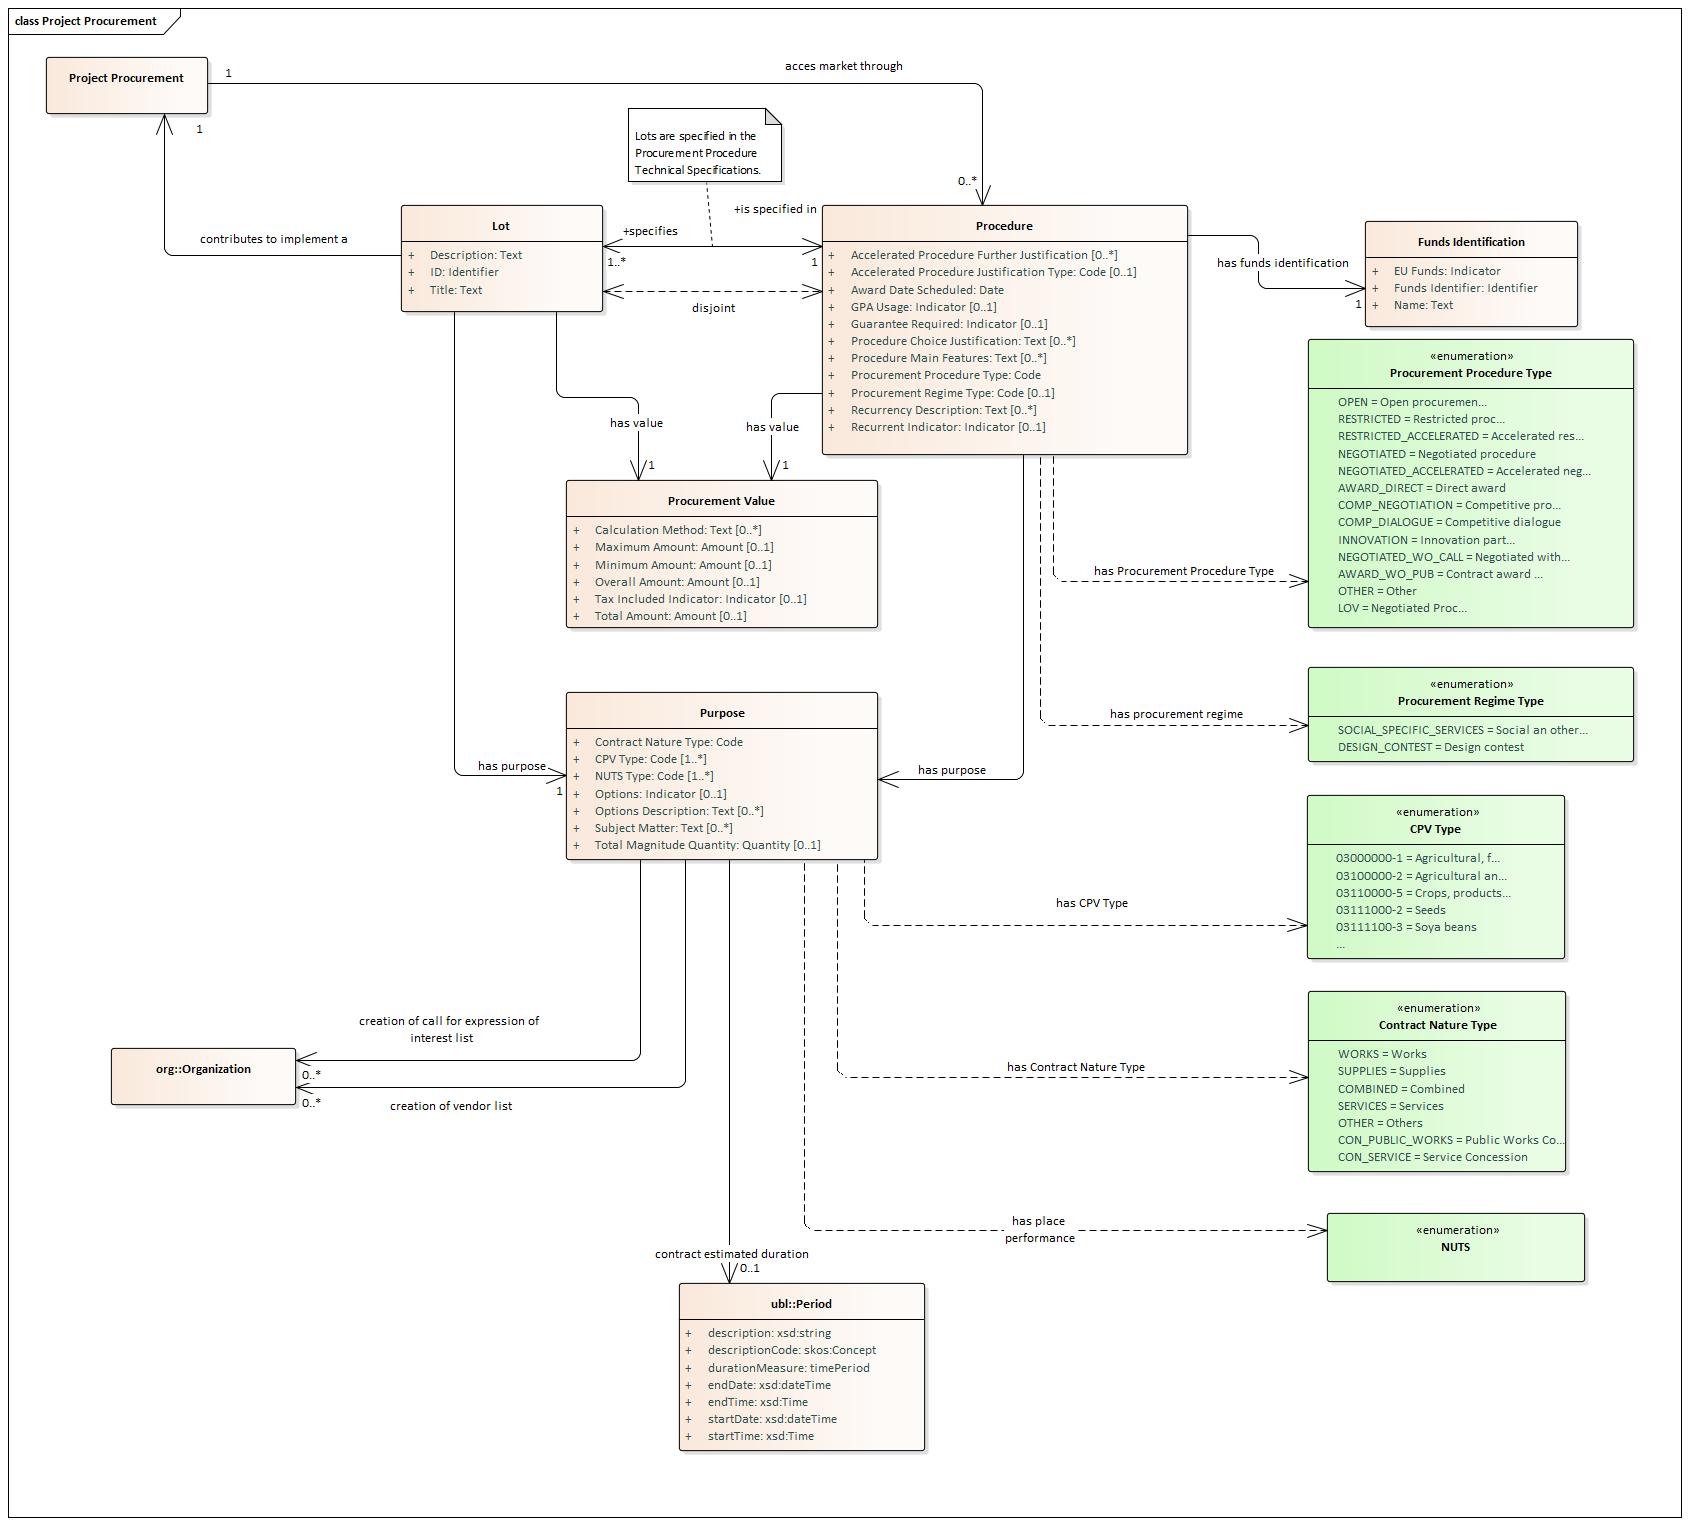 class Project Procurement
Project Procurement
1
acces market through
0..*
1
contributes to implement a
Lots are specified in the
Procurement Procedure
Technical Specifications.
+specifies
1..*
+is specified in
1
disjoint
Lot
+ Description: Text
+ ID: Identifier
+ Title: Text
Procedure
+ Accelerated Procedure Further Justification [0..*]
+ Accelerated Procedure Justification Type: Code [0..1]
+ Award Date Scheduled: Date
+ GPA Usage: Indicator [0..1]
+ Guarantee Required: Indicator [0..1]
+ Procedure Choice Justification: Text [0..*]
+ Procedure Main Features: Text [0..*]
+ Procurement Procedure Type: Code
+ Procurement Regime Type: Code [0..1]
+ Recurrency Description: Text [0..*]
+ Recurrent Indicator: Indicator [0..1]
has funds identification
1
Funds Identification
+ EU Funds: Indicator
+ Funds Identifier: Identifier
+ Name: Text
«enumeration»
Procurement Procedure Type
OPEN = Open procuremen...
RESTRICTED = Restricted proc...
RESTRICTED_ACCELERATED = Accelerated res...
NEGOTIATED = Negotiated procedure
NEGOTIATED_ACCELERATED = Accelerated neg...
AWARD_DIRECT = Direct award
COMP_NEGOTIATION = Competitive pro...
COMP_DIALOGUE = Competitive dialogue
INNOVATION = Innovation part...
NEGOTIATED_WO_CALL = Negotiated with...
AWARD_WO_PUB = Contract award ...
OTHER = Other
LOV = Negotiated Proc...
has value
1
has value
1
Procurement Value
+ Calculation Method: Text [0..*]
+ Maximum Amount: Amount [0..1]
+ Minimum Amount: Amount [0..1]
+ Overall Amount: Amount [0..1]
+ Tax Included Indicator: Indicator [0..1]
+ Total Amount: Amount [0..1]
has Procurement Procedure Type
has procurement regime
«enumeration»
Procurement Regime Type
SOCIAL_SPECIFIC_SERVICES = Social an other...
DESIGN_CONTEST = Design contest
has purpose
1
Purpose
+ Contract Nature Type: Code
+ CPV Type: Code [1..*]
+ NUTS Type: Code [1..*]
+ Options: Indicator [0..1]
+ Options Description: Text [0..*]
+ Subject Matter: Text [0..*]
+ Total Magnitude Quantity: Quantity [0..1]
has purpose
has CPV Type
«enumeration»
CPV Type
03000000-1 = Agricultural, f...
03100000-2 = Agricultural an...
03110000-5 = Crops, products...
03111000-2 = Seeds
03111100-3 = Soya beans
...
creation of call for expression of
interest list
0..*
org::Organization
0..*
creation of vendor list
has Contract Nature Type
«enumeration»
Contract Nature Type
WORKS = Works
SUPPLIES = Supplies
COMBINED = Combined
SERVICES = Services
OTHER = Others
CON_PUBLIC_WORKS = Public Works Co...
CON_SERVICE = Service Concession
has place
performance
«enumeration»
NUTS
contract estimated duration
0..1
ubl::Period
+ description: xsd:string
+ descriptionCode: skos:Concept
+ durationMeasure: timePeriod
+ endDate: xsd:dateTime
+ endTime: xsd:Time
+ startDate: xsd:dateTime
+ startTime: xsd:Time